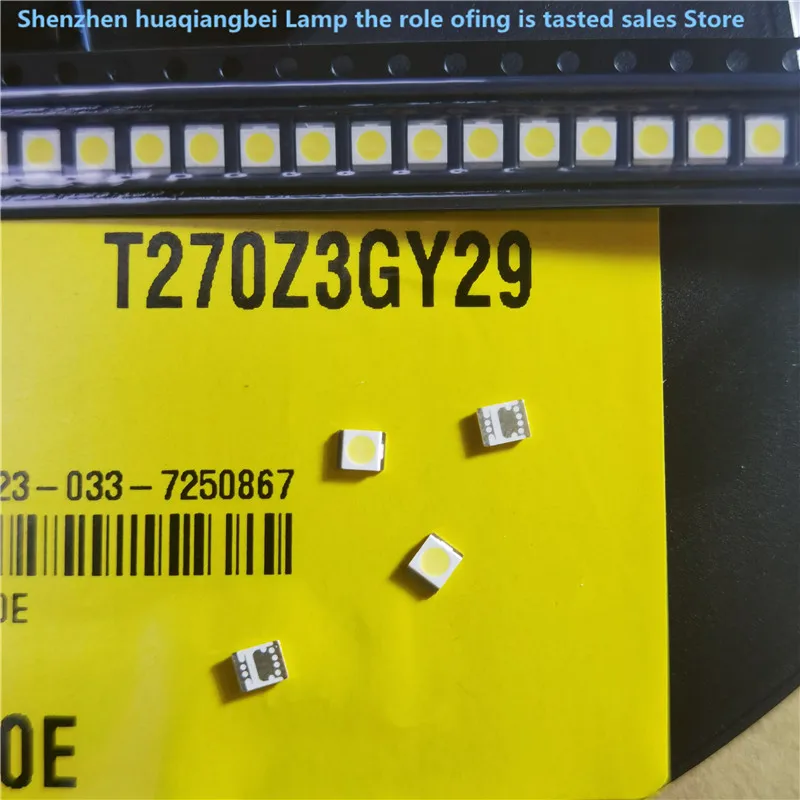 Shenzhen huaqiangbei Lamp the role ofing is tasted sales Store
T270Z3GY29
23-033-7250867
0E
0E